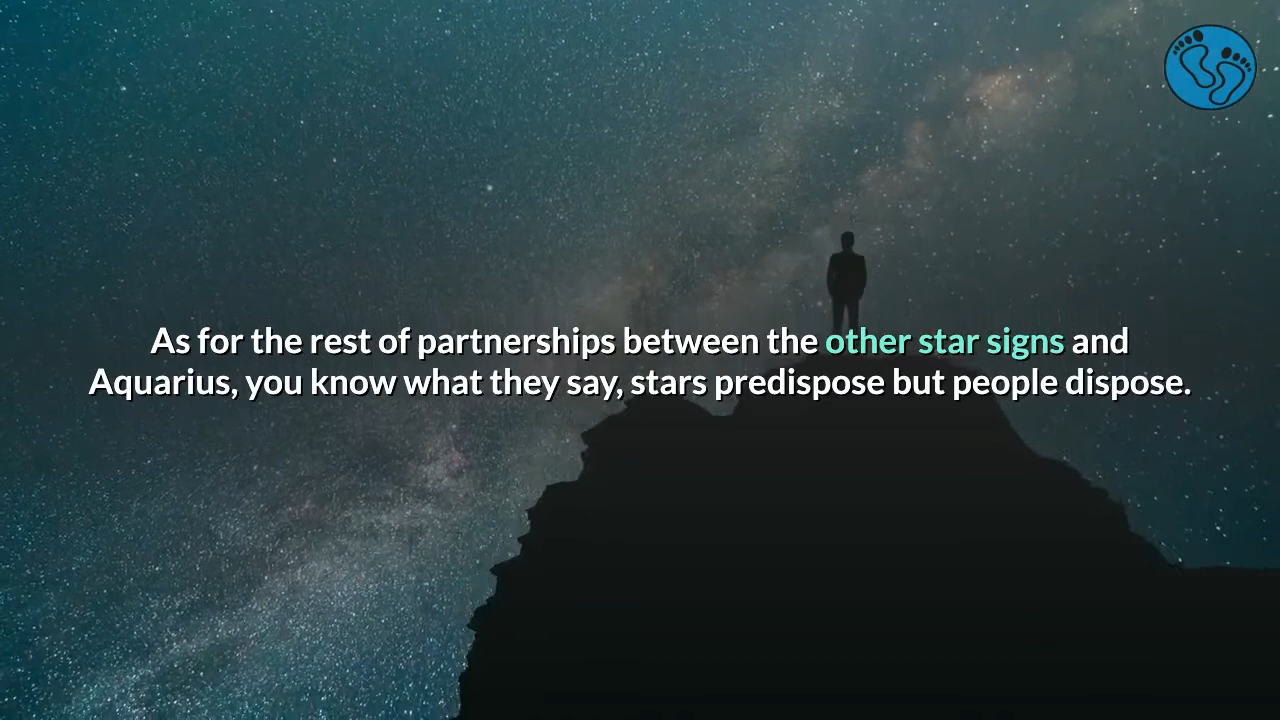 As for the rest of partnerships between the other star signs and
Aquarius, you know what they say, stars predispose but people dispose.